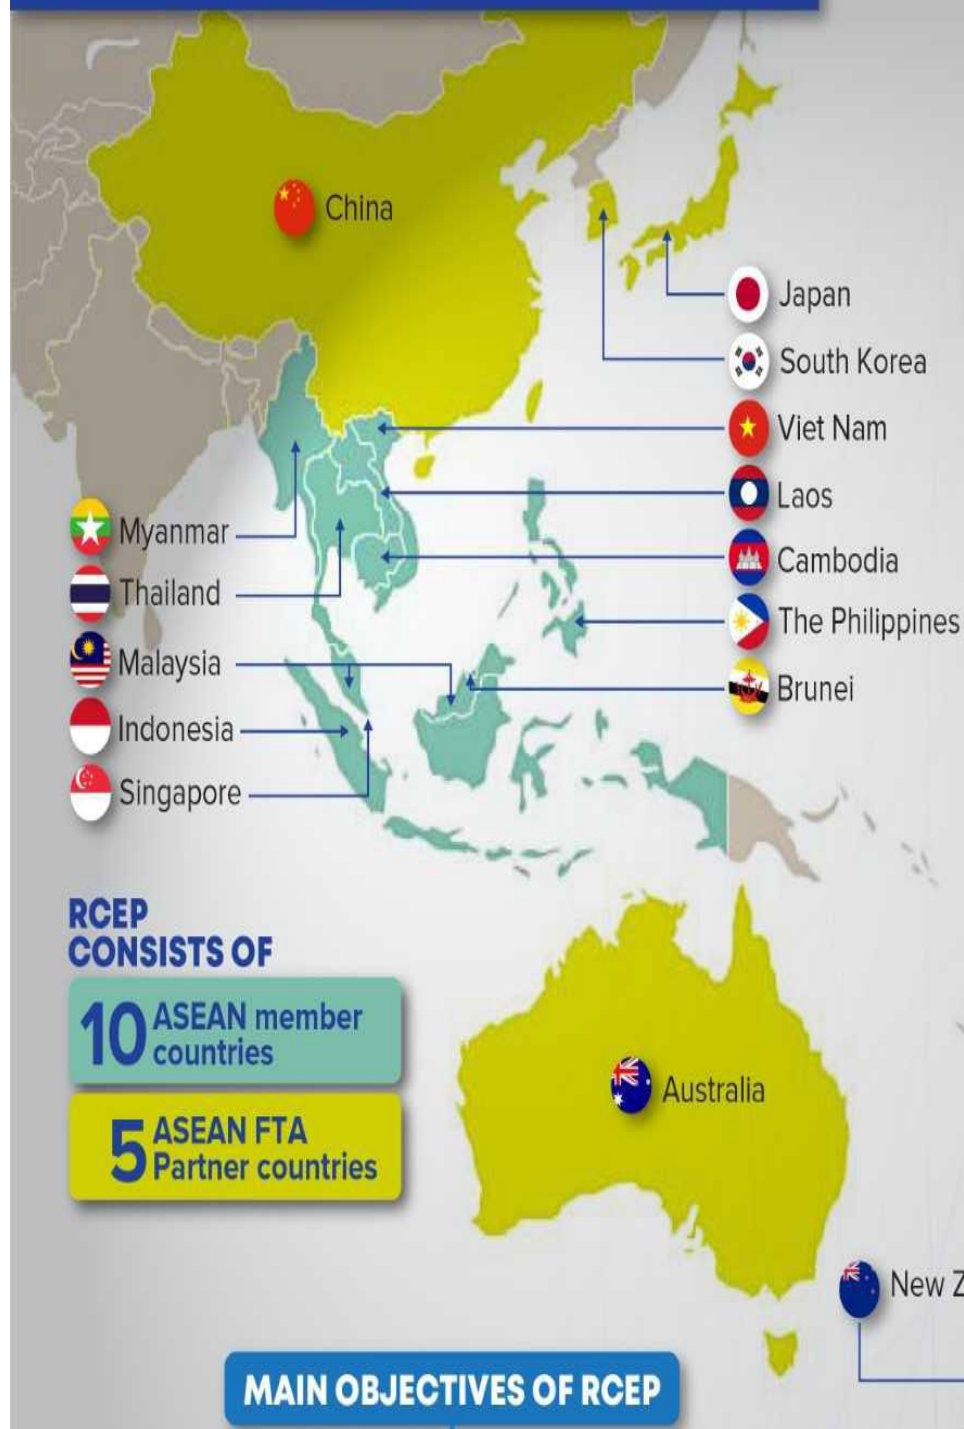 China
Japan
South Korea
Viet Nam
Laos
Cambodia
The Philippines
Brunei
Myanmar
Thailand
Malaysia
Indonesia
Singapore
RCEP
CONSISTS OF
10 ASEAN member
countries
5 ASEAN FTA
Partner countries
Australia
New Z
MAIN OBJECTIVES OF RCEP